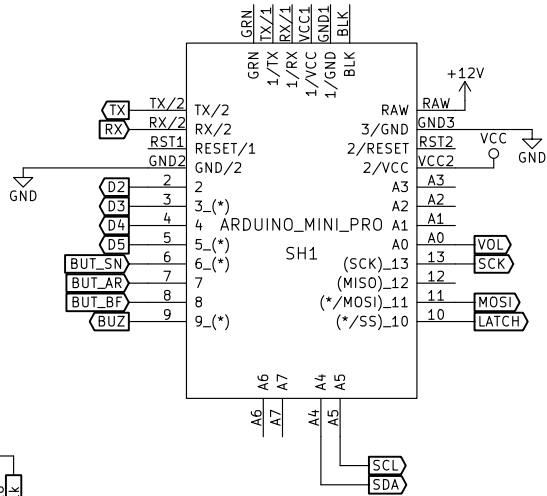 GRN TX/1 RX/1 VCC1 GND1 BLK
GRN 1/TX 1/RX 1/VCC 1/GND BLK
+12V
TX TX/2 TX/2 RAW RAW
RX RX/2 RX/2 3/GND GND3
RST1 RESET/1 2/RESET RST2 VCC
GND2 GND/2 2/VCC VCC2 GND
GND D2 2 2 A3 A3
D3 3 3_(*) A2 A2
D4 4 4 ARDUINO_MINI_PRO A1 A1
D5 5 5_(*) SH1 A0 A0 VOL
BUT_SN 6 6_(*) (SCK)_13 13 SCK
BUT_AR 7 7 (MISO)_12 12
BUT_BF 8 8 (*/MOSI)_11 11 MOSI
BUZ 9 9_(*) (*/SS)_10 10 LATCH
A6 A7 A4 A5
A6 A7 A4 A5
SCL
SDA